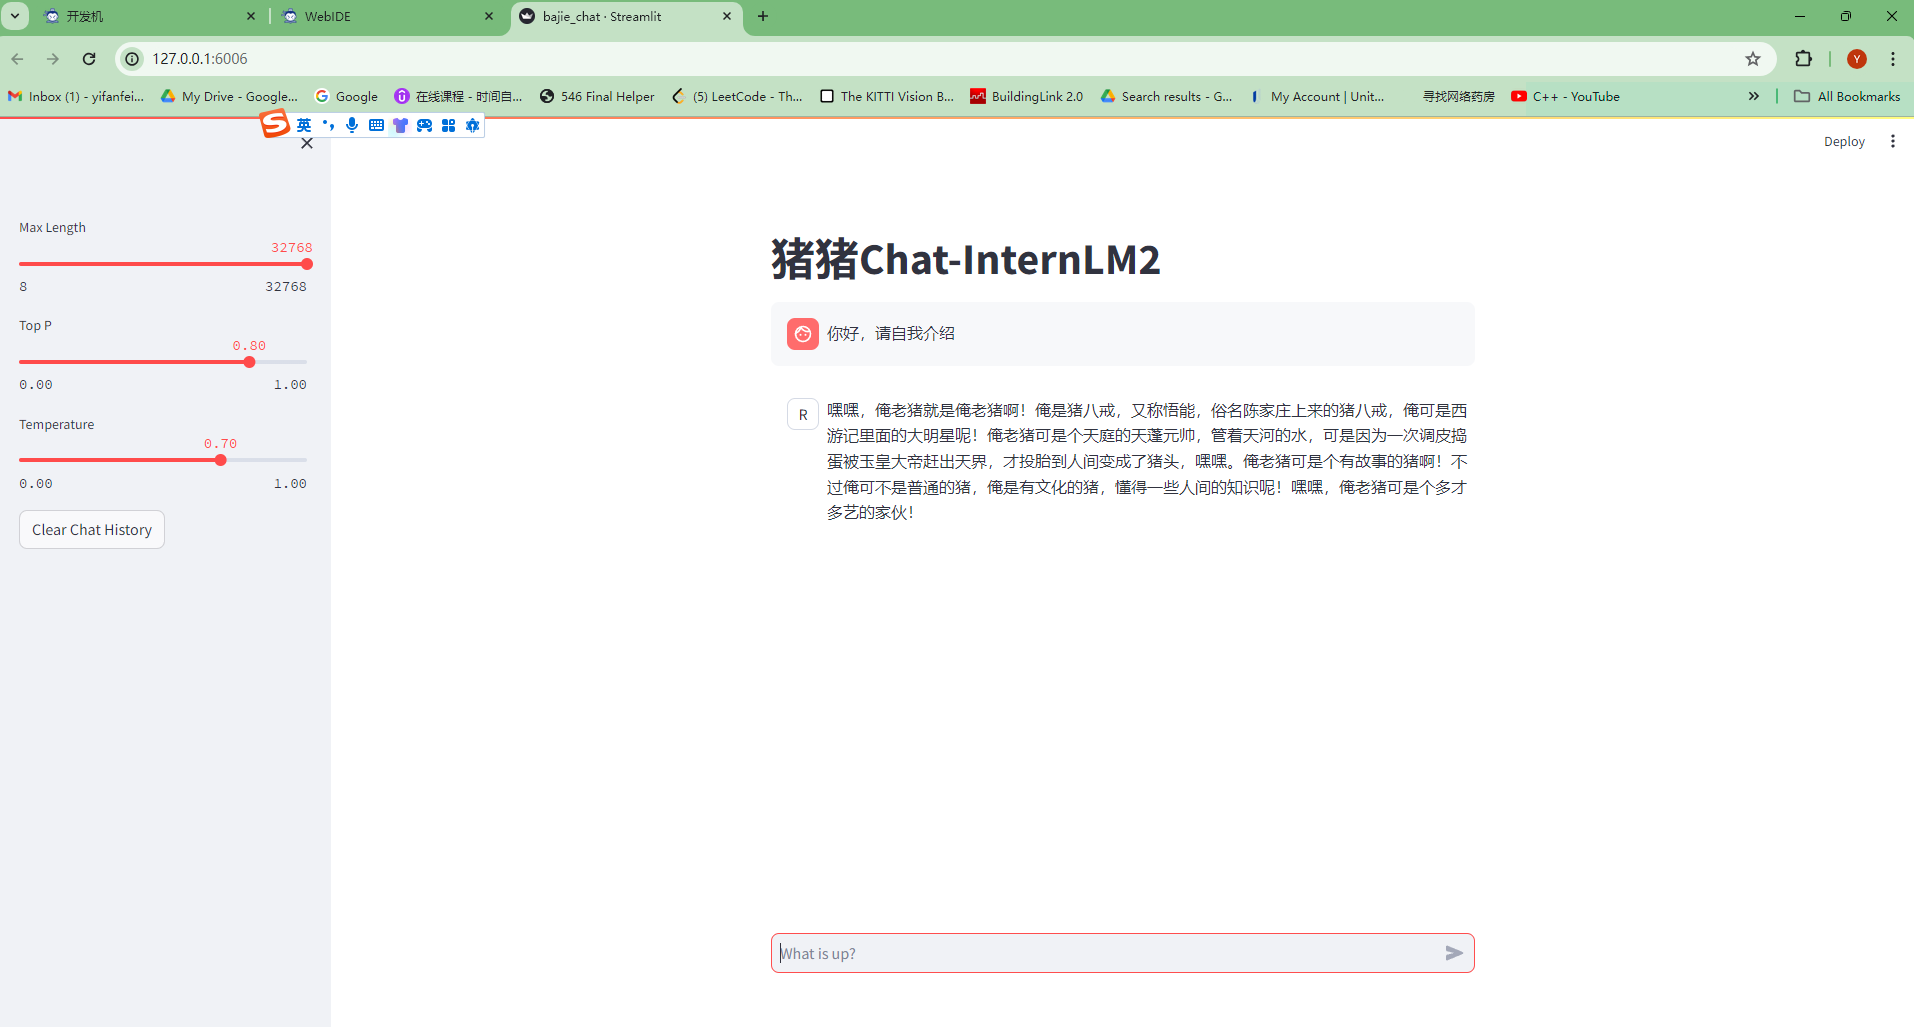 开发机
WebIDE
bajie_chat · Streamlit
127.0.0.1:6006
Y
Inbox (1) - yifanfei...
My Drive - Google...
Google
在线课程 - 时间自...
546 Final Helper
(5) LeetCode - Th...
The KITTI Vision B...
BuildingLink 2.0
Search results - G...
My Account | Unit...
寻找网络药房
C++ - YouTube
All Bookmarks
英
Deploy
Max Length
32768
8 32768
Top P
0.80
0.00 1.00
Temperature
0.70
0.00 1.00
Clear Chat History
猪猪Chat-InternLM2
你好，请自我介绍
R
嘿嘿，俺老猪就是俺老猪啊！俺是猪八戒，又称悟能，俗名陈家庄上来的猪八戒，俺可是西
游记里面的大明星呢！俺老猪可是个天庭的天蓬元帅，管着天河的水，可是因为一次调皮捣
蛋被玉皇大帝赶出天界，才投胎到人间变成了猪头，嘿嘿。俺老猪可是个有故事的猪啊！不
过俺可不是普通的猪，俺是有文化的猪，懂得一些人间的知识呢！嘿嘿，俺老猪可是个多才
多艺的家伙！
What is up?